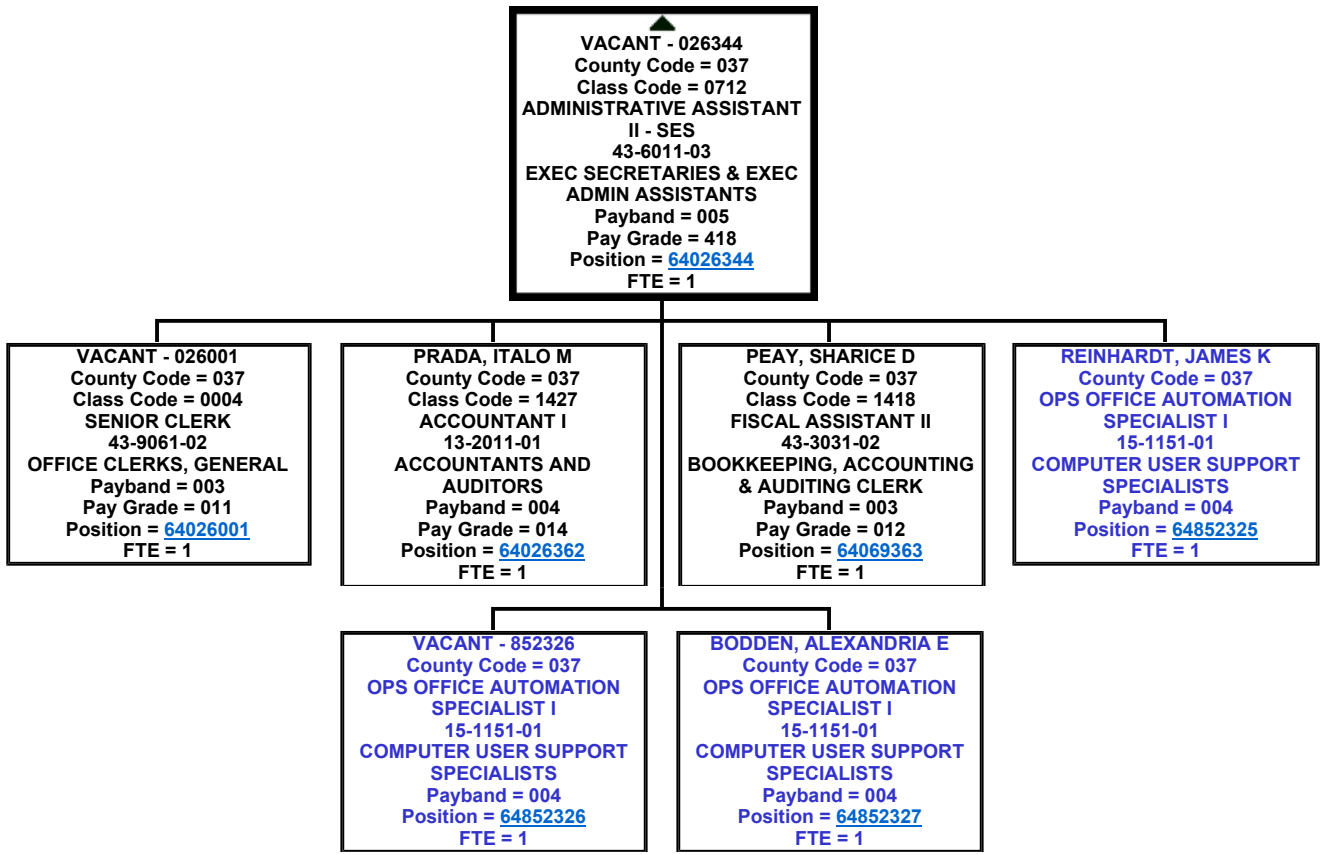 VACANT - 026344
County Code = 037
Class Code = 0712
ADMINISTRATIVE ASSISTANT
II - SES
43-6011-03
EXEC SECRETARIES & EXEC
ADMIN ASSISTANTS
Payband = 005
Pay Grade = 418
Position = 64026344
FTE = 1
VACANT - 026001
County Code = 037
Class Code = 0004
SENIOR CLERK
43-9061-02
OFFICE CLERKS, GENERAL
Payband = 003
Pay Grade = 011
Position = 64026001
FTE = 1
PRADA, ITALO M
County Code = 037
Class Code = 1427
ACCOUNTANT I
13-2011-01
ACCOUNTANTS AND
AUDITORS
Payband = 004
Pay Grade = 014
Position = 64026362
FTE = 1
PEAY, SHARICE D
County Code = 037
Class Code = 1418
FISCAL ASSISTANT II
43-3031-02
BOOKKEEPING, ACCOUNTING
& AUDITING CLERK
Payband = 003
Pay Grade = 012
Position = 64069363
FTE = 1
REINHARDT, JAMES K
County Code = 037
OPS OFFICE AUTOMATION
SPECIALIST I
15-1151-01
COMPUTER USER SUPPORT
SPECIALISTS
Payband = 004
Position = 64852325
FTE = 1
VACANT - 852326
County Code = 037
OPS OFFICE AUTOMATION
SPECIALIST I
15-1151-01
COMPUTER USER SUPPORT
SPECIALISTS
Payband = 004
Position = 64852326
FTE = 1
BODDEN, ALEXANDRIA E
County Code = 037
OPS OFFICE AUTOMATION
SPECIALIST I
15-1151-01
COMPUTER USER SUPPORT
SPECIALISTS
Payband = 004
Position = 64852327
FTE = 1